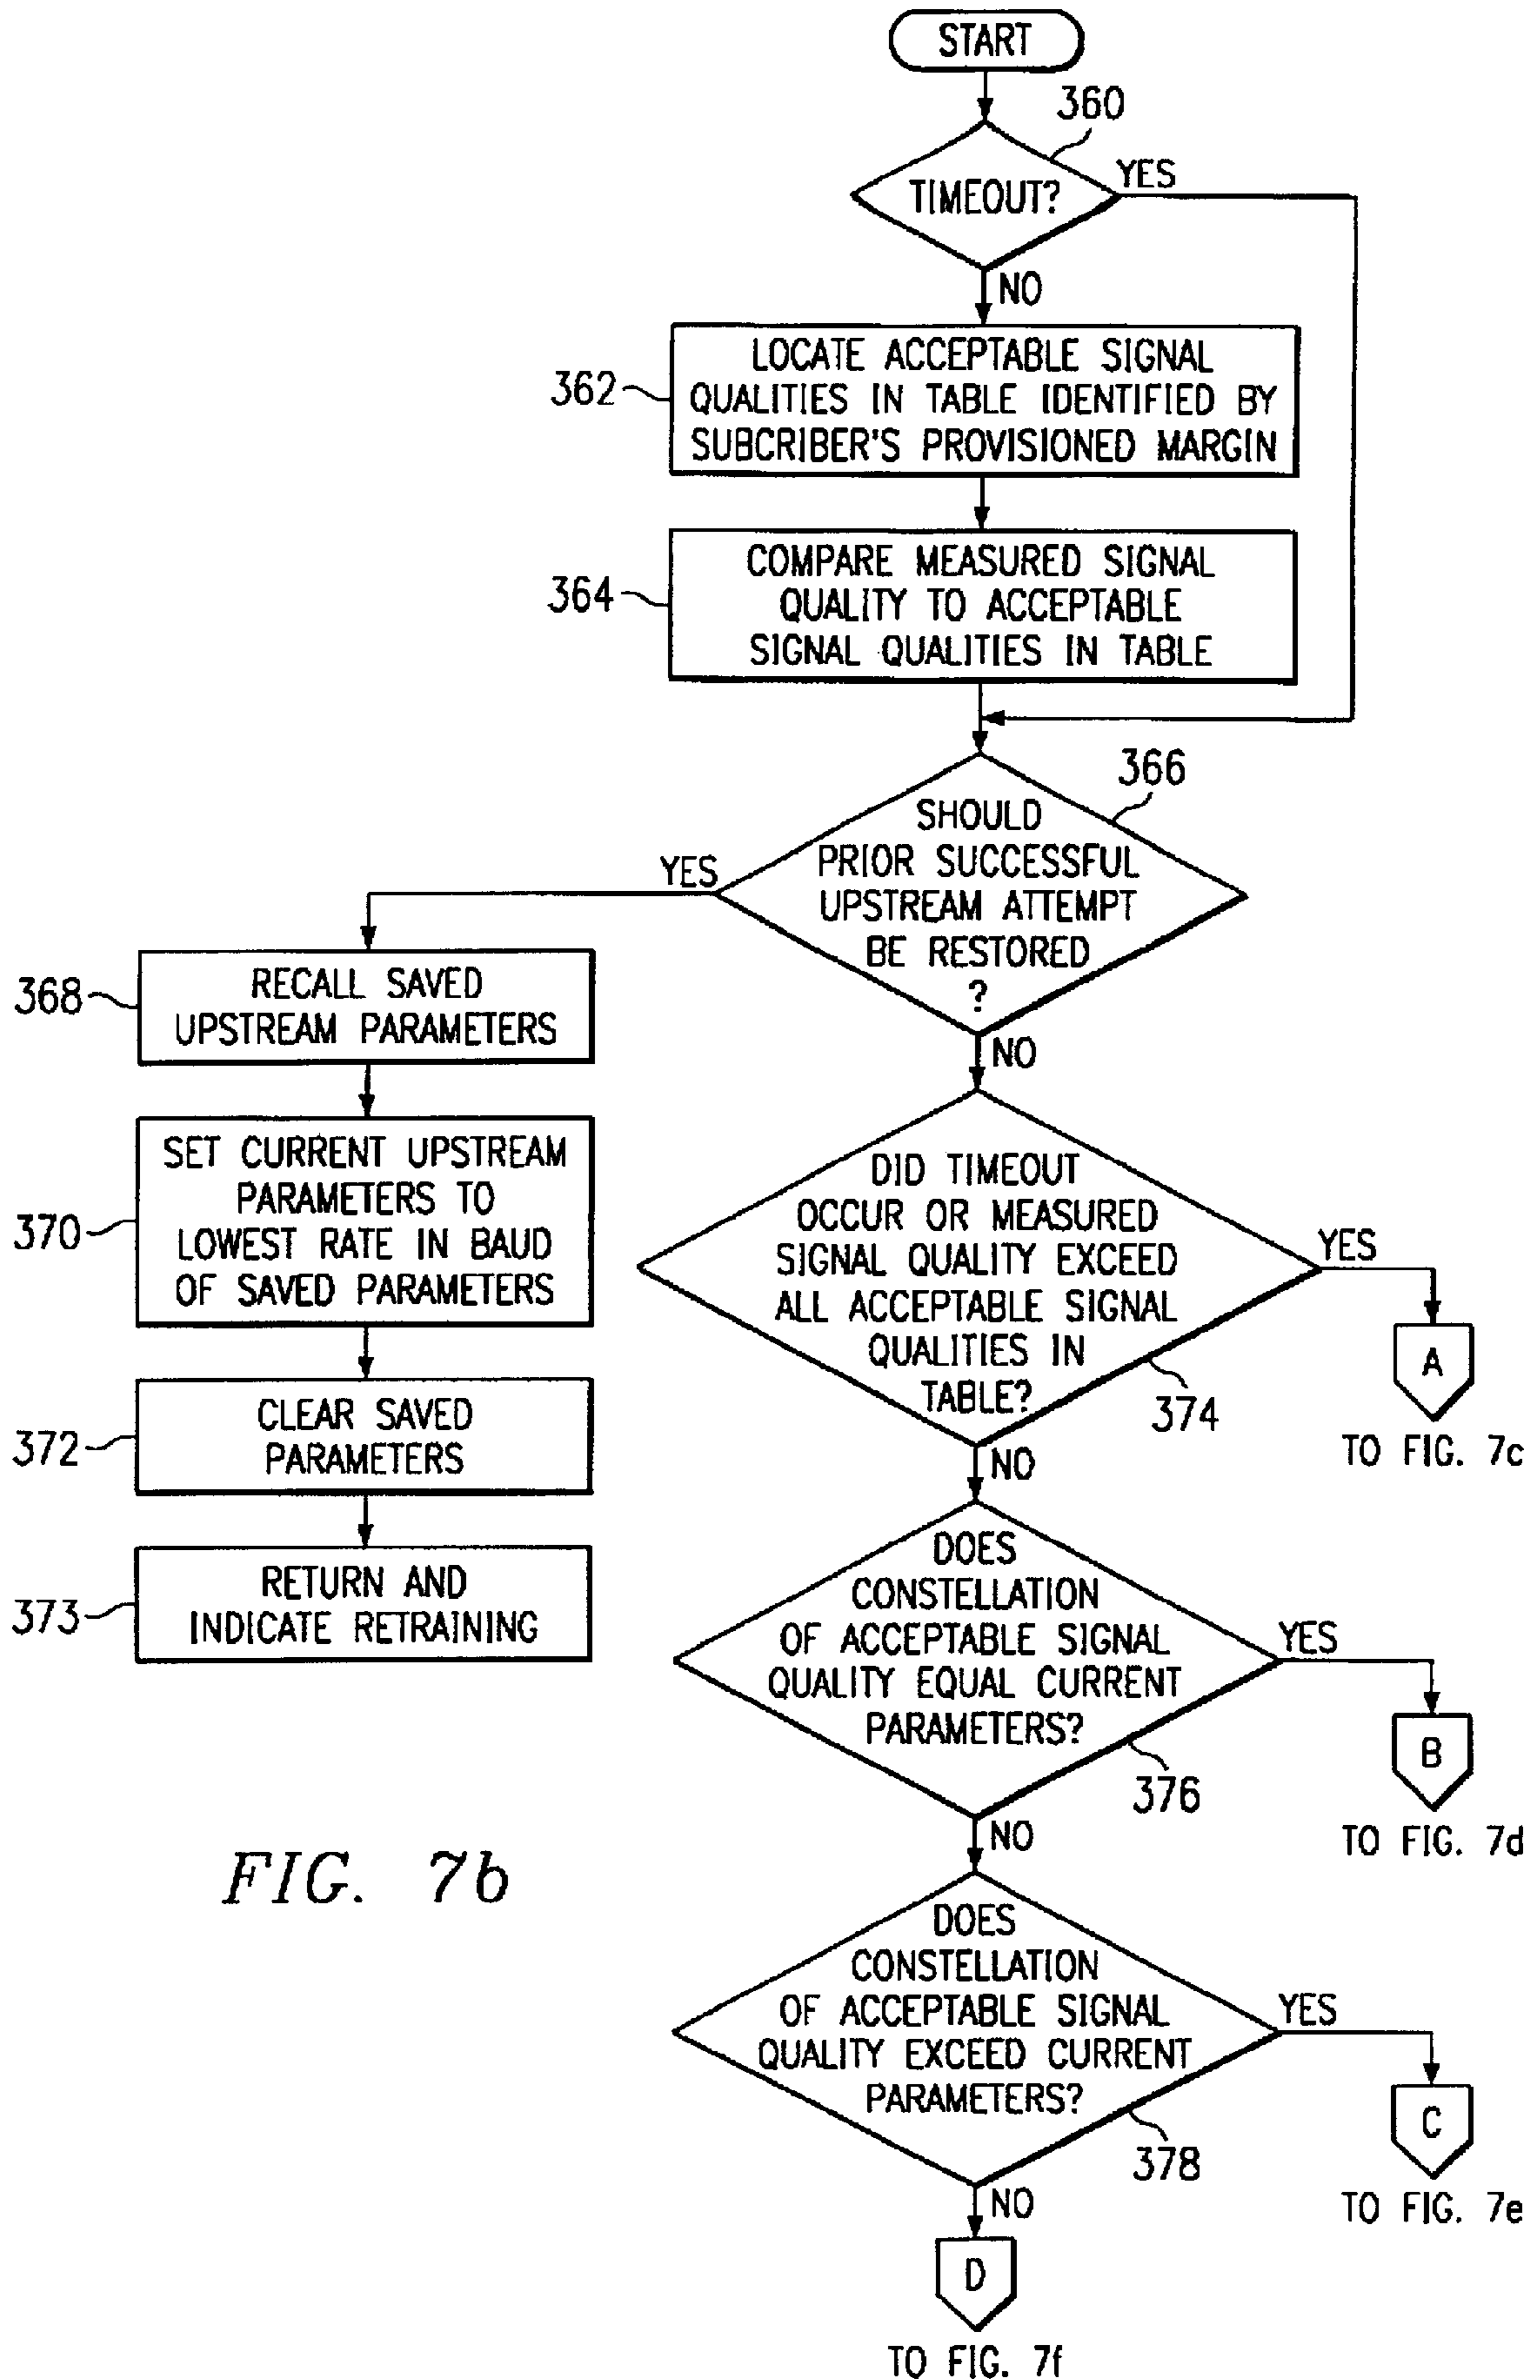 START
360
TIMEOUT?
YES
NO
362
LOCATE ACCEPTABLE SIGNAL
QUALITIES IN TABLE IDENTIFIED BY
SUBCRIBER'S PROVISIONED MARGIN
364
COMPARE MEASURED SIGNAL
QUALITY TO ACCEPTABLE
SIGNAL QUALITIES IN TABLE
366
SHOULD
PRIOR SUCCESSFUL
UPSTREAM ATTEMPT
BE RESTORED
?
YES
NO
368
RECALL SAVED
UPSTREAM PARAMETERS
370
SET CURRENT UPSTREAM
PARAMETERS TO
LOWEST RATE IN BAUD
OF SAVED PARAMETERS
372
CLEAR SAVED
PARAMETERS
373
RETURN AND
INDICATE RETRAINING
DID TIMEOUT
OCCUR OR MEASURED
SIGNAL QUALITY EXCEED
ALL ACCEPTABLE SIGNAL
QUALITIES IN
TABLE?
374
YES
A
TO FIG. 7c
NO
DOES
CONSTELLATION
OF ACCEPTABLE SIGNAL
QUALITY EQUAL CURRENT
PARAMETERS?
376
YES
B
TO FIG. 7d
NO
DOES
CONSTELLATION
OF ACCEPTABLE SIGNAL
QUALITY EXCEED CURRENT
PARAMETERS?
378
YES
C
TO FIG. 7e
NO
D
TO FIG. 7f
FIG. 7b